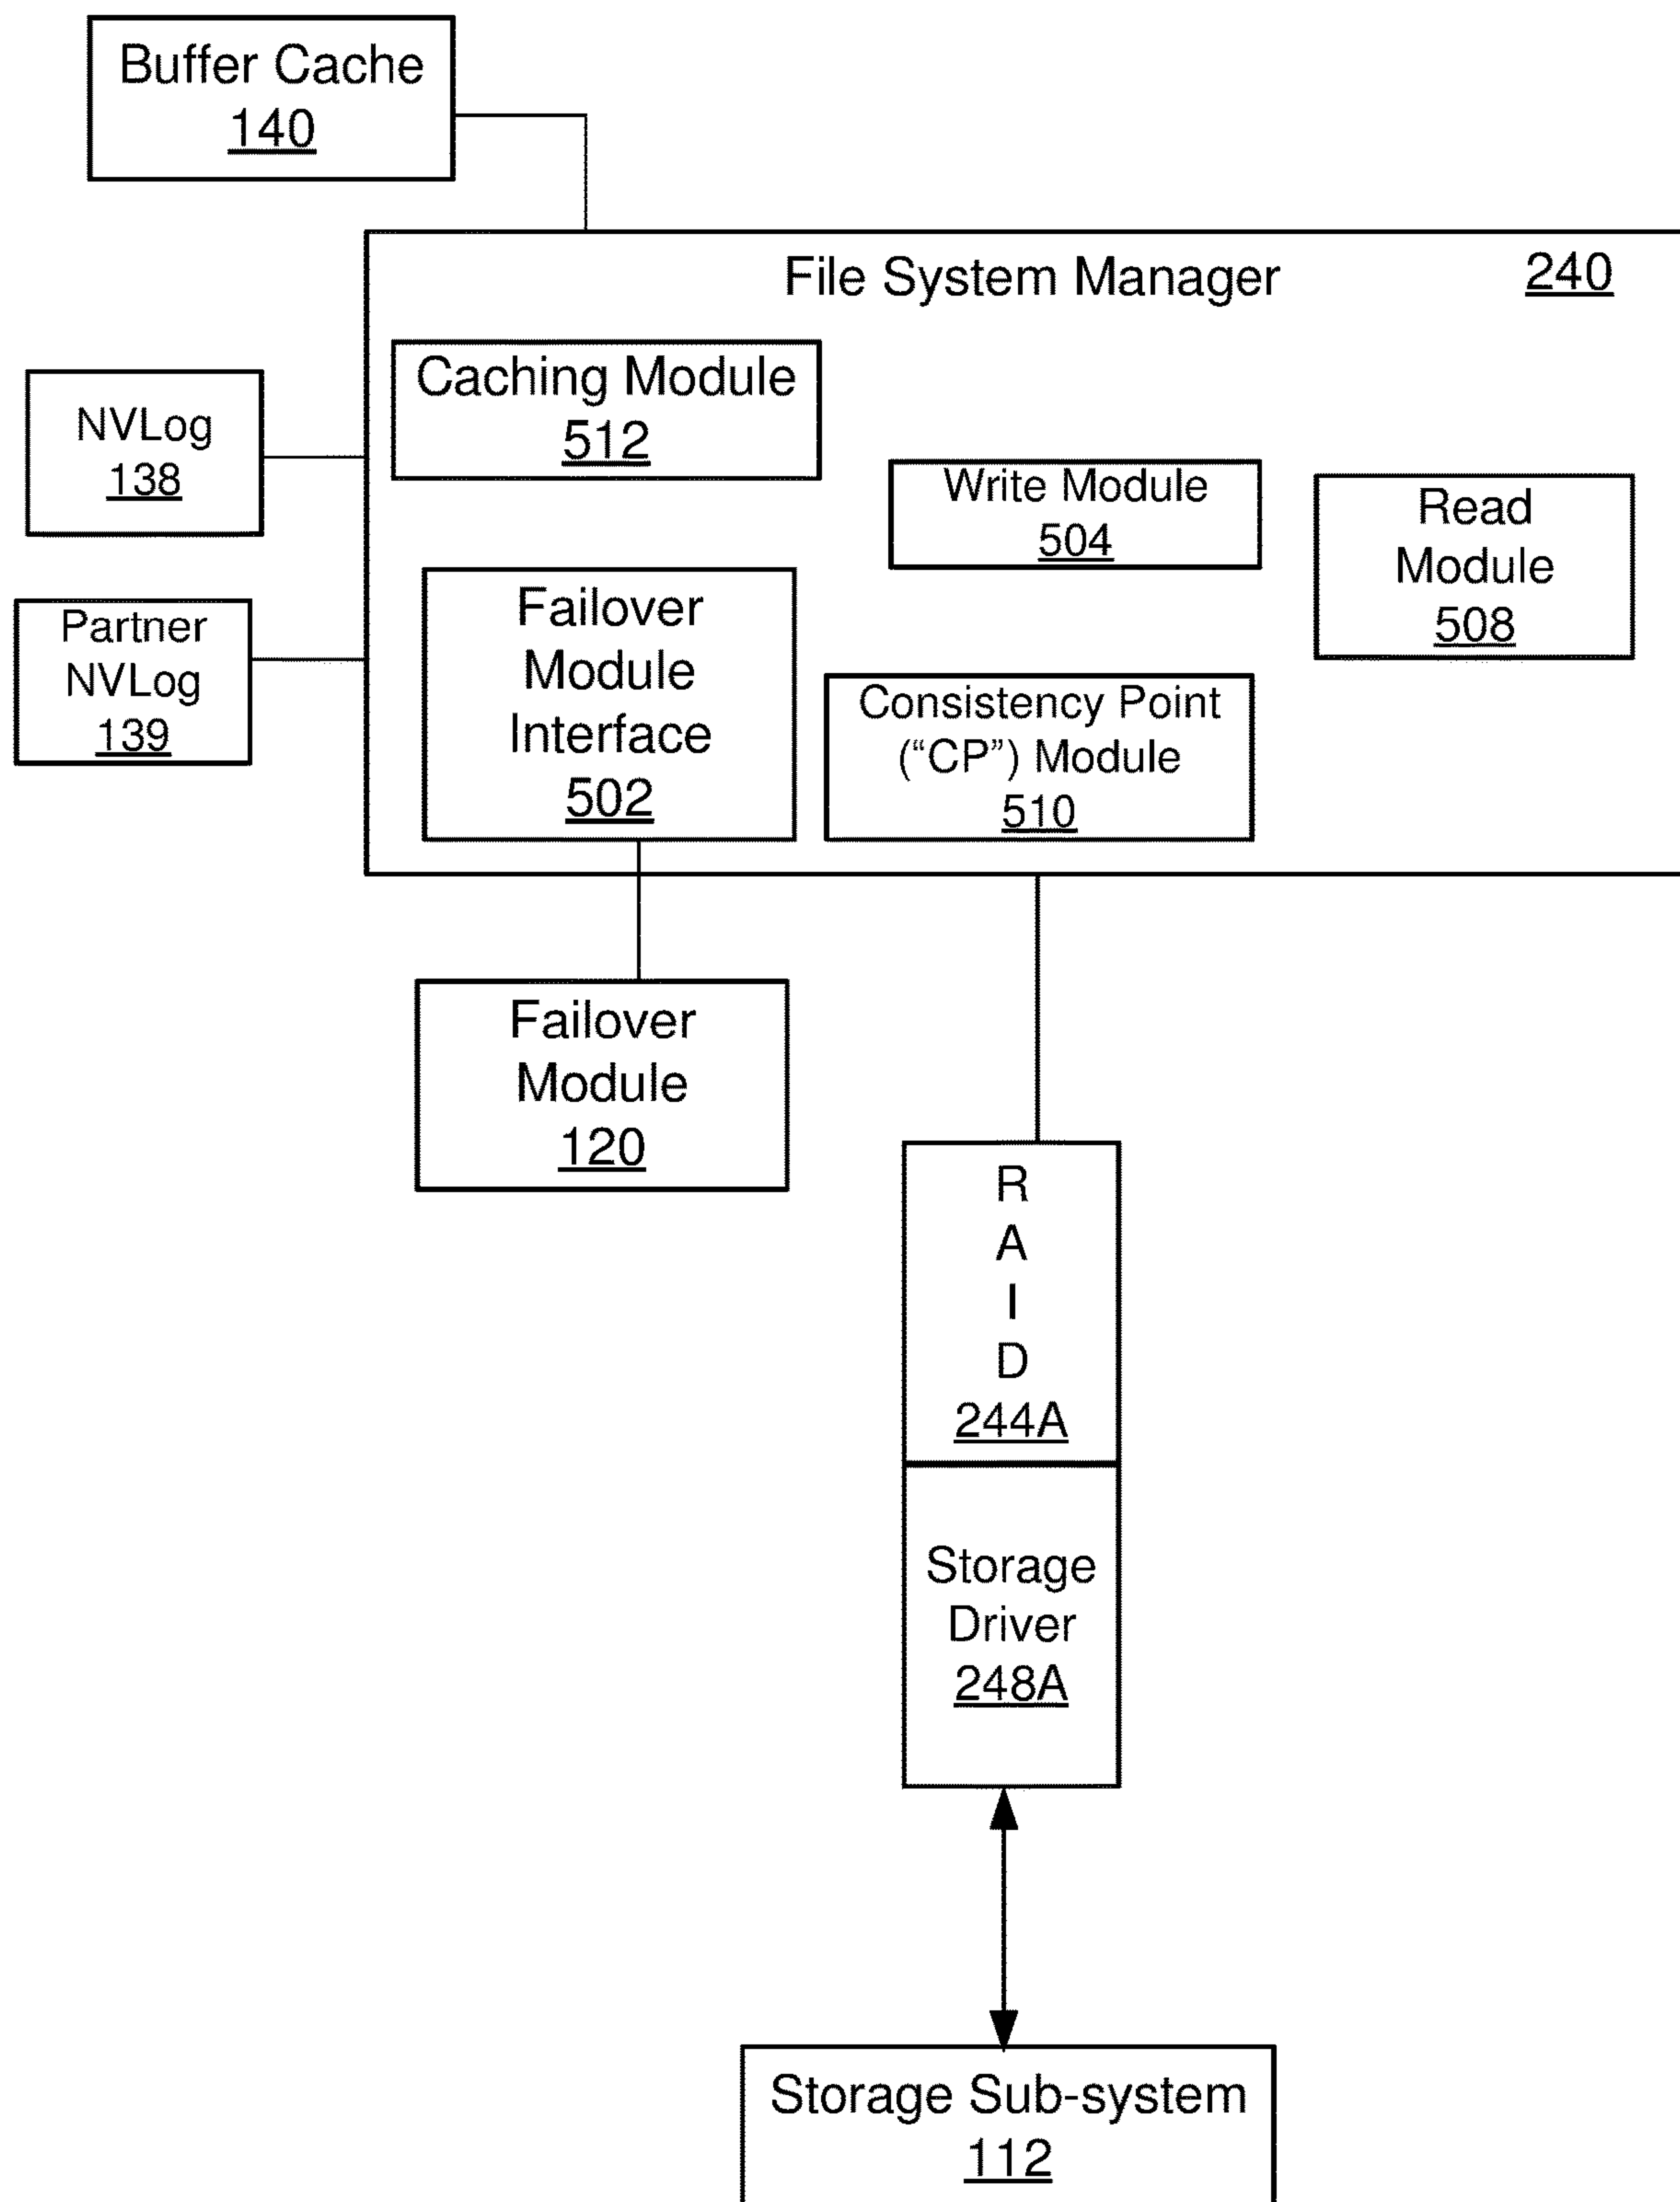 Buffer Cache
140
File System Manager
240
Caching Module
512
NVLog
138
Write Module
504
Read
Module
508
Partner
NVLog
139
Failover
Module
Interface
502
Consistency Point
(“CP”) Module
510
Failover
Module
120
R
A
I
D
244A
Storage
Driver
248A
Storage Sub-system
112